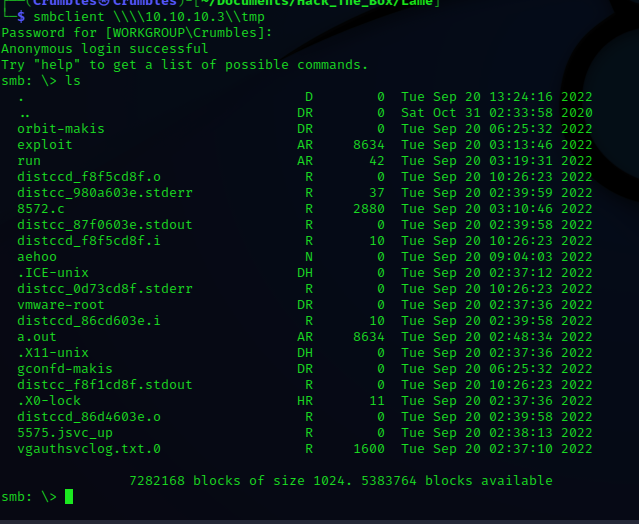 (Crumbles㉿Crumbles)-[~/Documents/Hack_The_Box/Lame]
$ smbclient \\\\10.10.10.3\\tmp
Password for [WORKGROUP\Crumbles]:
Anonymous login successful
Try "help" to get a list of possible commands.
smb: \> ls
. D 0 Tue Sep 20 13:24:16 2022
.. DR 0 Sat Oct 31 02:33:58 2020
orbit-makis DR 0 Tue Sep 20 06:25:32 2022
exploit AR 8634 Tue Sep 20 03:13:46 2022
run AR 42 Tue Sep 20 03:19:31 2022
distccd_f8f5cd8f.o R 0 Tue Sep 20 10:26:23 2022
distcc_980a603e.stderr R 37 Tue Sep 20 02:39:59 2022
8572.c R 2880 Tue Sep 20 03:10:46 2022
distcc_87f0603e.stdout R 0 Tue Sep 20 02:39:58 2022
distccd_f8f5cd8f.i R 10 Tue Sep 20 10:26:23 2022
aehoo N 0 Tue Sep 20 09:04:03 2022
.ICE-unix DH 0 Tue Sep 20 02:37:12 2022
distcc_0d73cd8f.stderr R 0 Tue Sep 20 10:26:23 2022
vmware-root DR 0 Tue Sep 20 02:37:36 2022
distccd_86cd603e.i R 10 Tue Sep 20 02:39:58 2022
a.out AR 8634 Tue Sep 20 02:48:34 2022
.X11-unix DH 0 Tue Sep 20 02:37:36 2022
gconfd-makis DR 0 Tue Sep 20 06:25:32 2022
distcc_f8f1cd8f.stdout R 0 Tue Sep 20 10:26:23 2022
.X0-lock HR 11 Tue Sep 20 02:37:36 2022
distccd_86d4603e.o R 0 Tue Sep 20 02:39:58 2022
5575.jsvc_up R 0 Tue Sep 20 02:38:13 2022
vgauthsvclog.txt.0 R 1600 Tue Sep 20 02:37:10 2022
7282168 blocks of size 1024. 5383764 blocks available
smb: \>